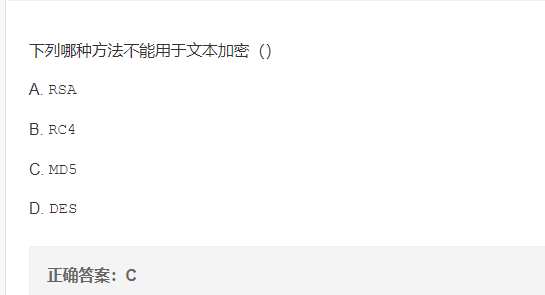 下列哪种方法不能用于文本加密（）
A. RSA
B. RC4
C. MD5
D. DES
正确答案：C